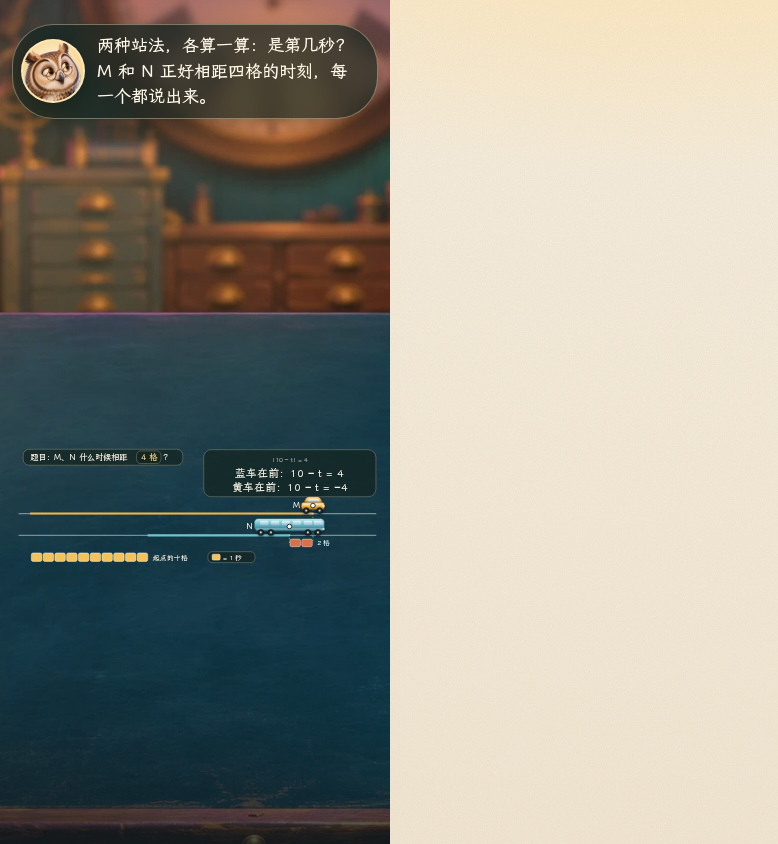 两种站法，各算一算：是第几秒？
M 和 N 正好相距四格的时刻，每
一个都说出来。
题目：M、N 什么时候相距 4 格 ？
|10−t|=4
蓝车在前：10 − t = 4
黄车在前：10 − t = −4
M
N
2 格
起点的十格
= 1 秒